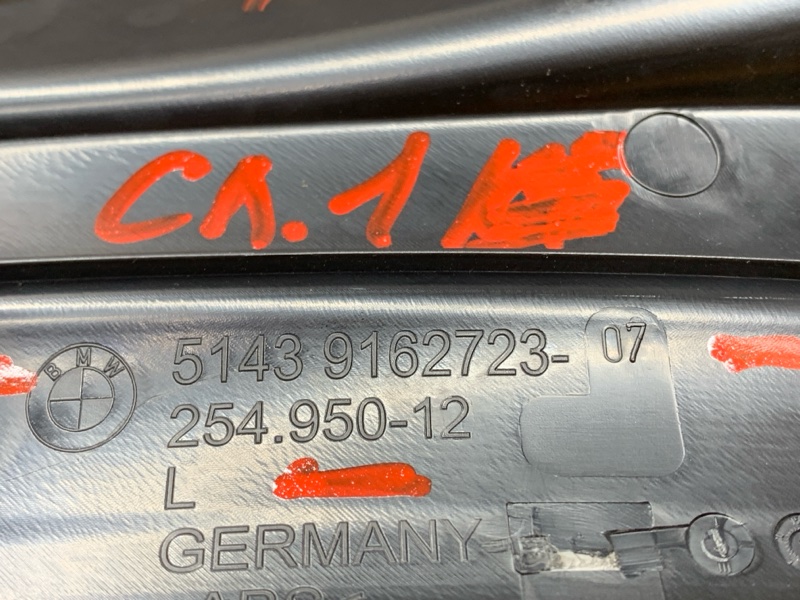 сл.1
BMW
5143 9162723- 07
254.950-12
L
GERMANY